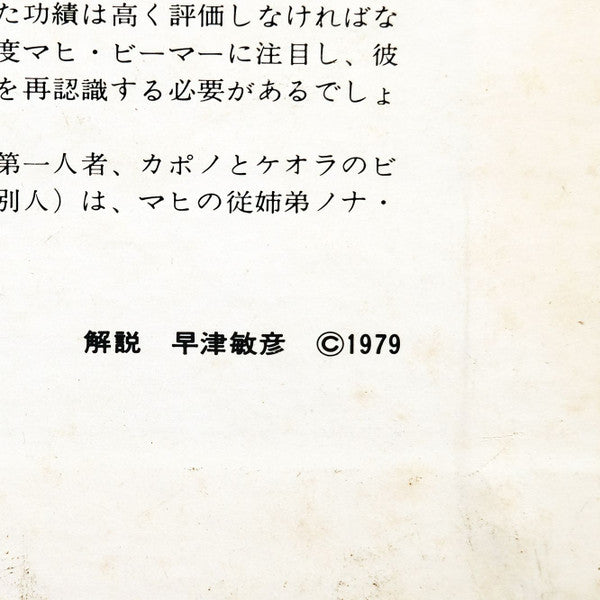 た功績は高く評価しなければな
度マヒ・ビーマーに注目し、彼
を再認識する必要があるでしょ
第一人者、カポノとケオラのビ
別人）は、マヒの従姉弟ノナ・
解説 早津敏彦 ©1979